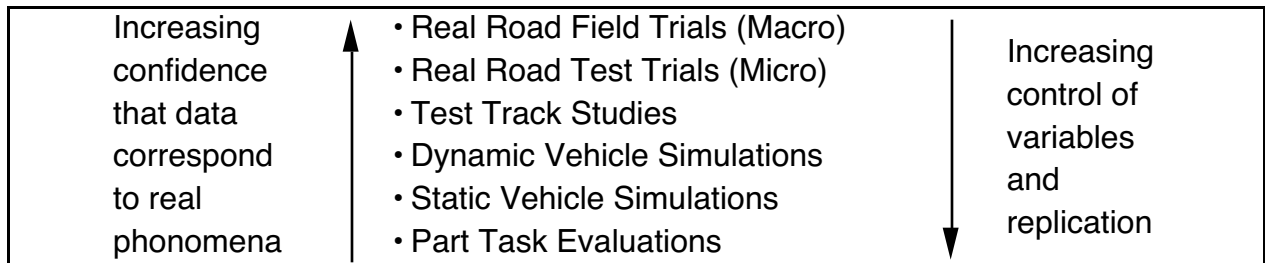 Increasing
confidence
that data
correspond
to real
phonomena
• Real Road Field Trials (Macro)
• Real Road Test Trials (Micro)
• Test Track Studies
• Dynamic Vehicle Simulations
• Static Vehicle Simulations
• Part Task Evaluations
Increasing
control of
variables
and
replication